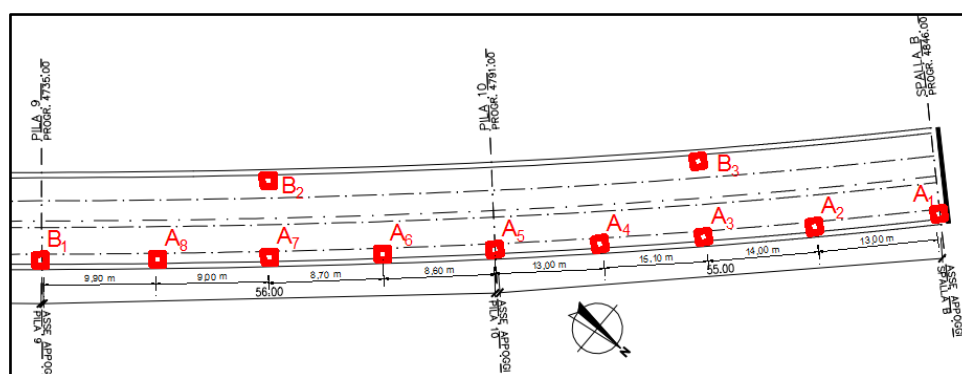 PILA 9
PROGR. 4735.00
PILA 10
PROGR. 4791.00
SPALLA B
PROGR. 4846.00
B2
B3
A1
B1
A8
A7
A6
A5
A4
A3
A2
9,90 m
9,00 m
8,70 m
8,60 m
13,00 m
15,10 m
14,00 m
13,00 m
56.00
55.00
ASSE APPOGGI
PILA 9
ASSE APPOGGI
PILA 10
ASSE APPOGGI
SPALLA B
N